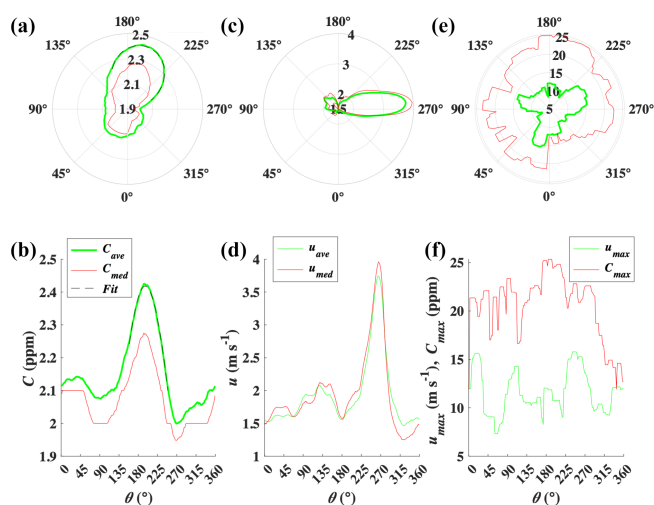 (a)
180°
135°
2.5
225°
2.3
2.1
90°
1.9
270°
45°
315°
0°
(c)
180°
4
135°
225°
3
2
90°
1.5
270°
45°
315°
0°
(e)
180°
25
135°
20
225°
15
10
90°
5
270°
45°
315°
0°
(b)
C_ave
C_med
Fit
2.5
2.4
2.3
2.2
2.1
2
1.9
C (ppm)
0 45 90 135 180 225 270 315 360
θ (°)
(d)
u_ave
u_med
4
3.5
3
2.5
2
1.5
1
u (m s⁻¹)
0 45 90 135 180 225 270 315 360
θ (°)
(f)
u_max
C_max
25
20
15
10
5
u_max (m s⁻¹), C_max (ppm)
0 45 90 135 180 225 270 315 360
θ (°)